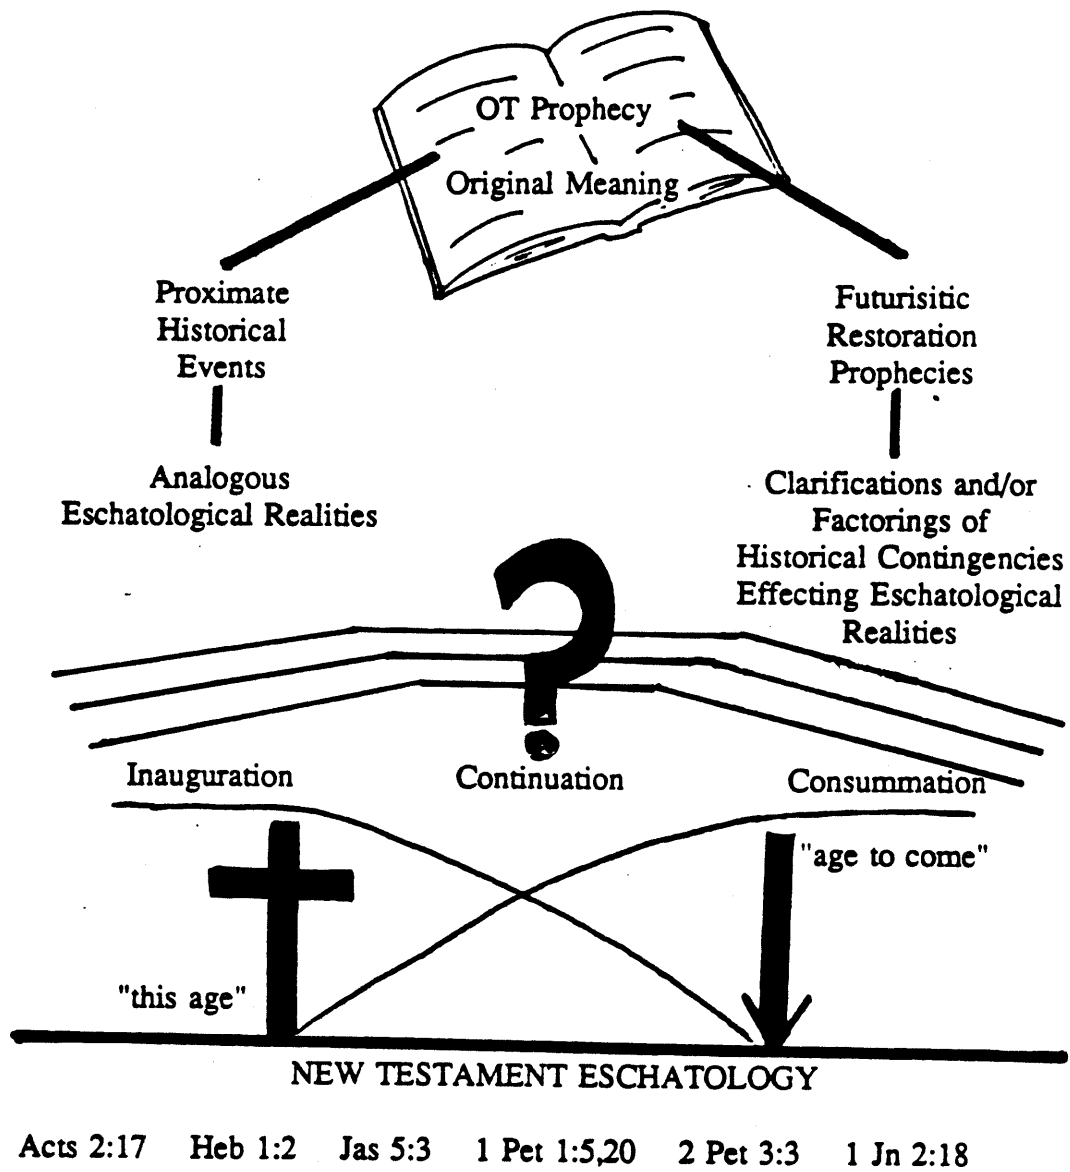 OT Prophecy
Original Meaning
Proximate
Historical
Events
Analogous
Eschatological Realities
Futurisitic
Restoration
Prophecies
Clarifications and/or
Factorings of
Historical Contingencies
Effecting Eschatological
Realities
?
Inauguration
Continuation
Consummation
"age to come"
"this age"
NEW TESTAMENT ESCHATOLOGY
Acts 2:17 Heb 1:2 Jas 5:3 1 Pet 1:5,20 2 Pet 3:3 1 Jn 2:18